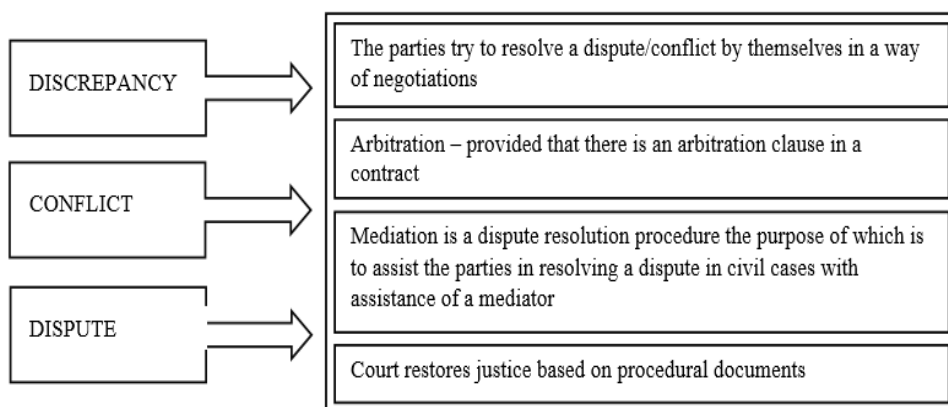 DISCREPANCY
CONFLICT
DISPUTE
The parties try to resolve a dispute/conflict by themselves in a way
of negotiations
Arbitration – provided that there is an arbitration clause in a
contract
Mediation is a dispute resolution procedure the purpose of which is
to assist the parties in resolving a dispute in civil cases with
assistance of a mediator
Court restores justice based on procedural documents